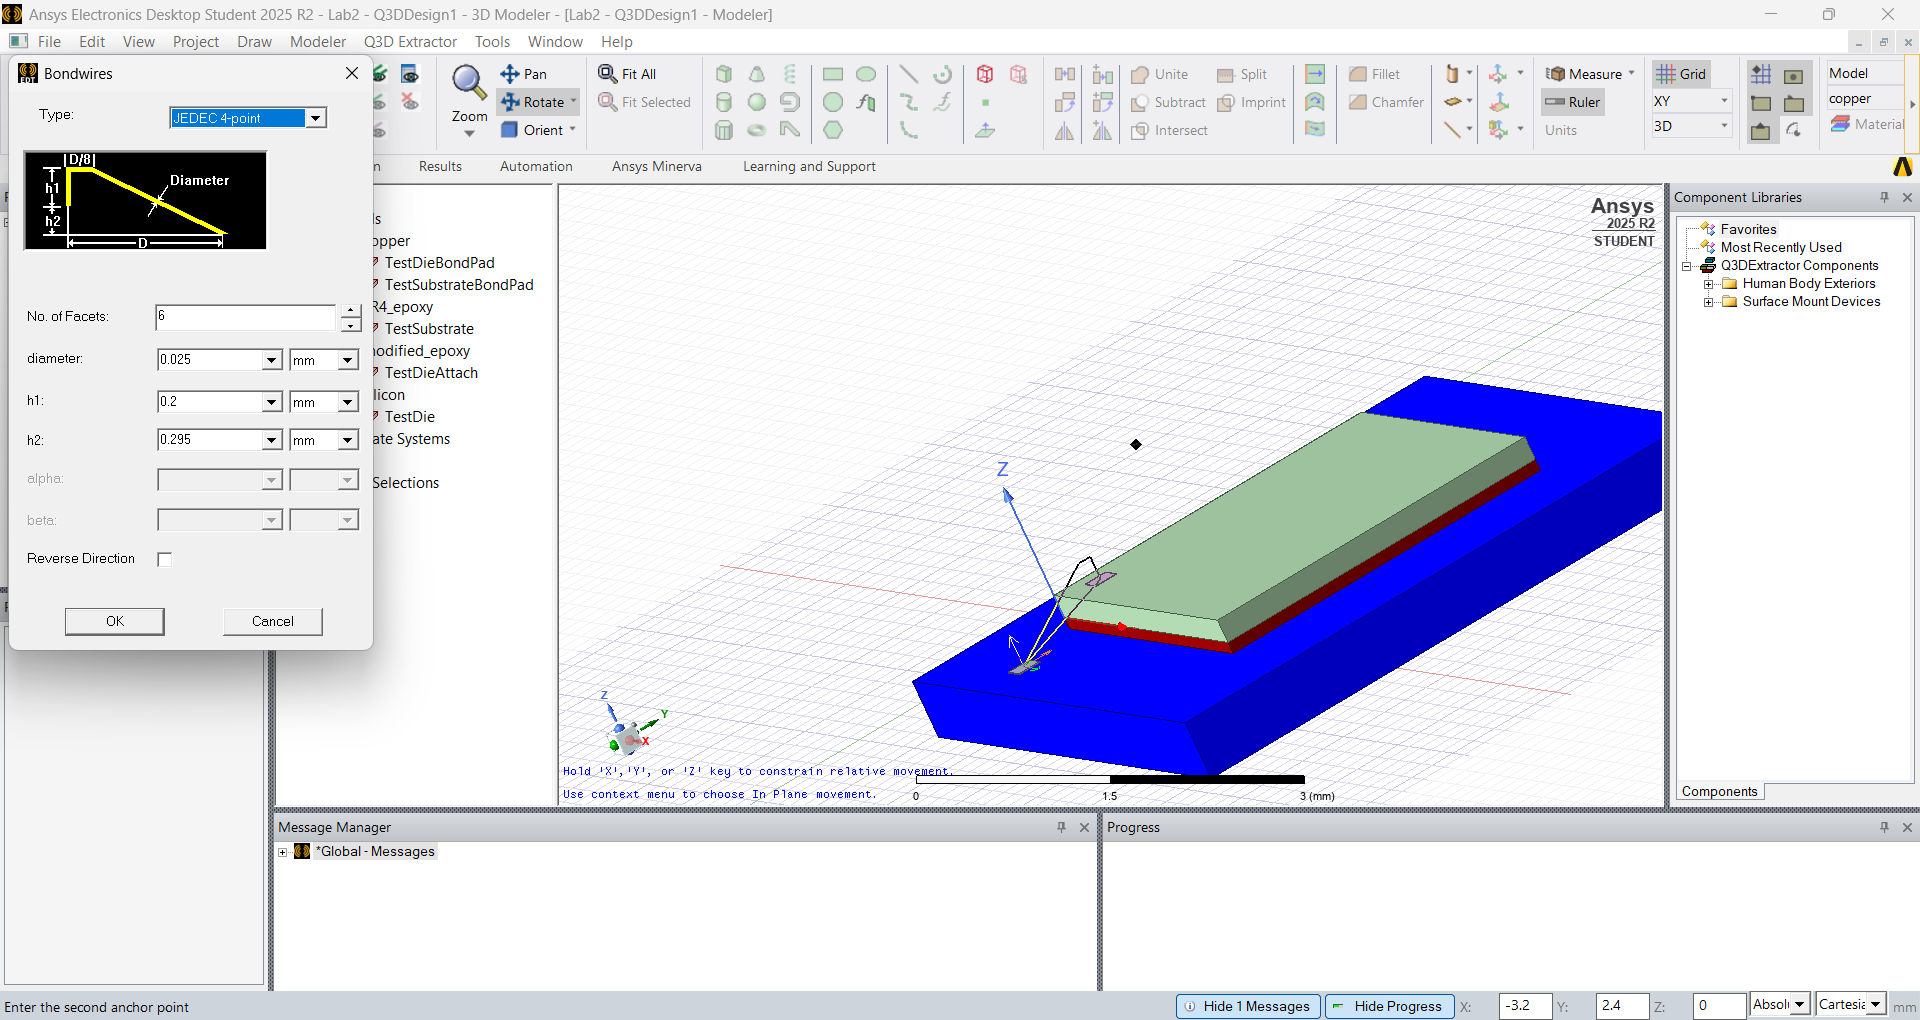 Ansys Electronics Desktop Student 2025 R2 - Lab2 - Q3DDesign1 - 3D Modeler - [Lab2 - Q3DDesign1 - Modeler]
File Edit View Project Draw Modeler Q3D Extractor Tools Window Help
Bondwires
Type: JEDEC 4-point
D/8
h1
Diameter
h2
D
No. of Facets: 6
diameter: 0.025 mm
h1: 0.2 mm
h2: 0.295 mm
alpha:
beta:
Reverse Direction
OK Cancel
Zoom
Pan
Rotate
Orient
Fit All
Fit Selected
Unite
Subtract
Intersect
Split
Imprint
Fillet
Chamfer
Measure
Ruler
Units
Grid
XY
3D
Model
copper
Material
n Results Automation Ansys Minerva Learning and Support
ls
opper
TestDieBondPad
TestSubstrateBondPad
R4_epoxy
TestSubstrate
nodified_epoxy
TestDieAttach
licon
TestDie
ate Systems
Selections
Ansys
2025 R2
STUDENT
Z
Z
Y
X
Hold 'X','Y', or 'Z' key to constrain relative movement.
Use context menu to choose In Plane movement.
0 1.5 3 (mm)
Component Libraries
Favorites
Most Recently Used
Q3DExtractor Components
Human Body Exteriors
Surface Mount Devices
Components
Message Manager
*Global - Messages
Progress
Enter the second anchor point
Hide 1 Messages Hide Progress X: -3.2 Y: 2.4 Z: 0 Absolu Cartesia mm